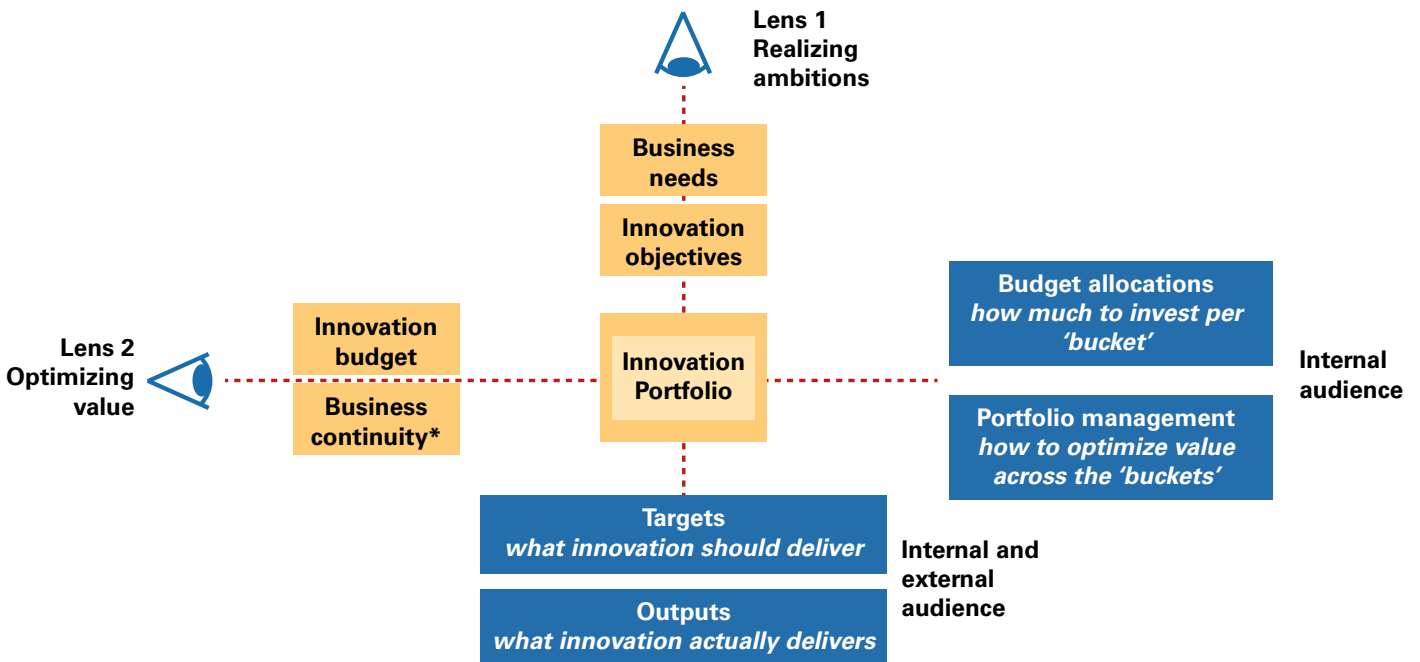 Lens 1
Realizing
ambitions
Business
needs
Innovation
objectives
Lens 2
Optimizing
value
Innovation
budget
Business
continuity*
Innovation
Portfolio
Budget allocations
how much to invest per
‘bucket’
Portfolio management
how to optimize value
across the ‘buckets’
Internal
audience
Targets
what innovation should deliver
Outputs
what innovation actually delivers
Internal and
external
audience